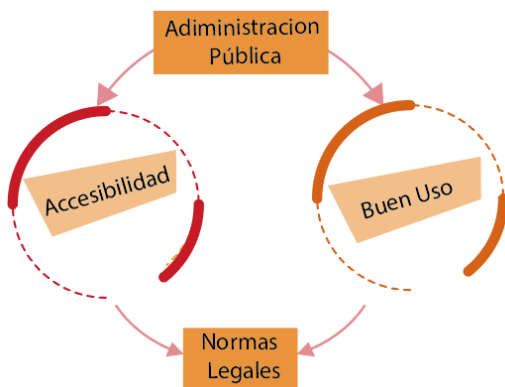 Adiministracion
Pública
Accesibilidad
Buen Uso
Normas
Legales